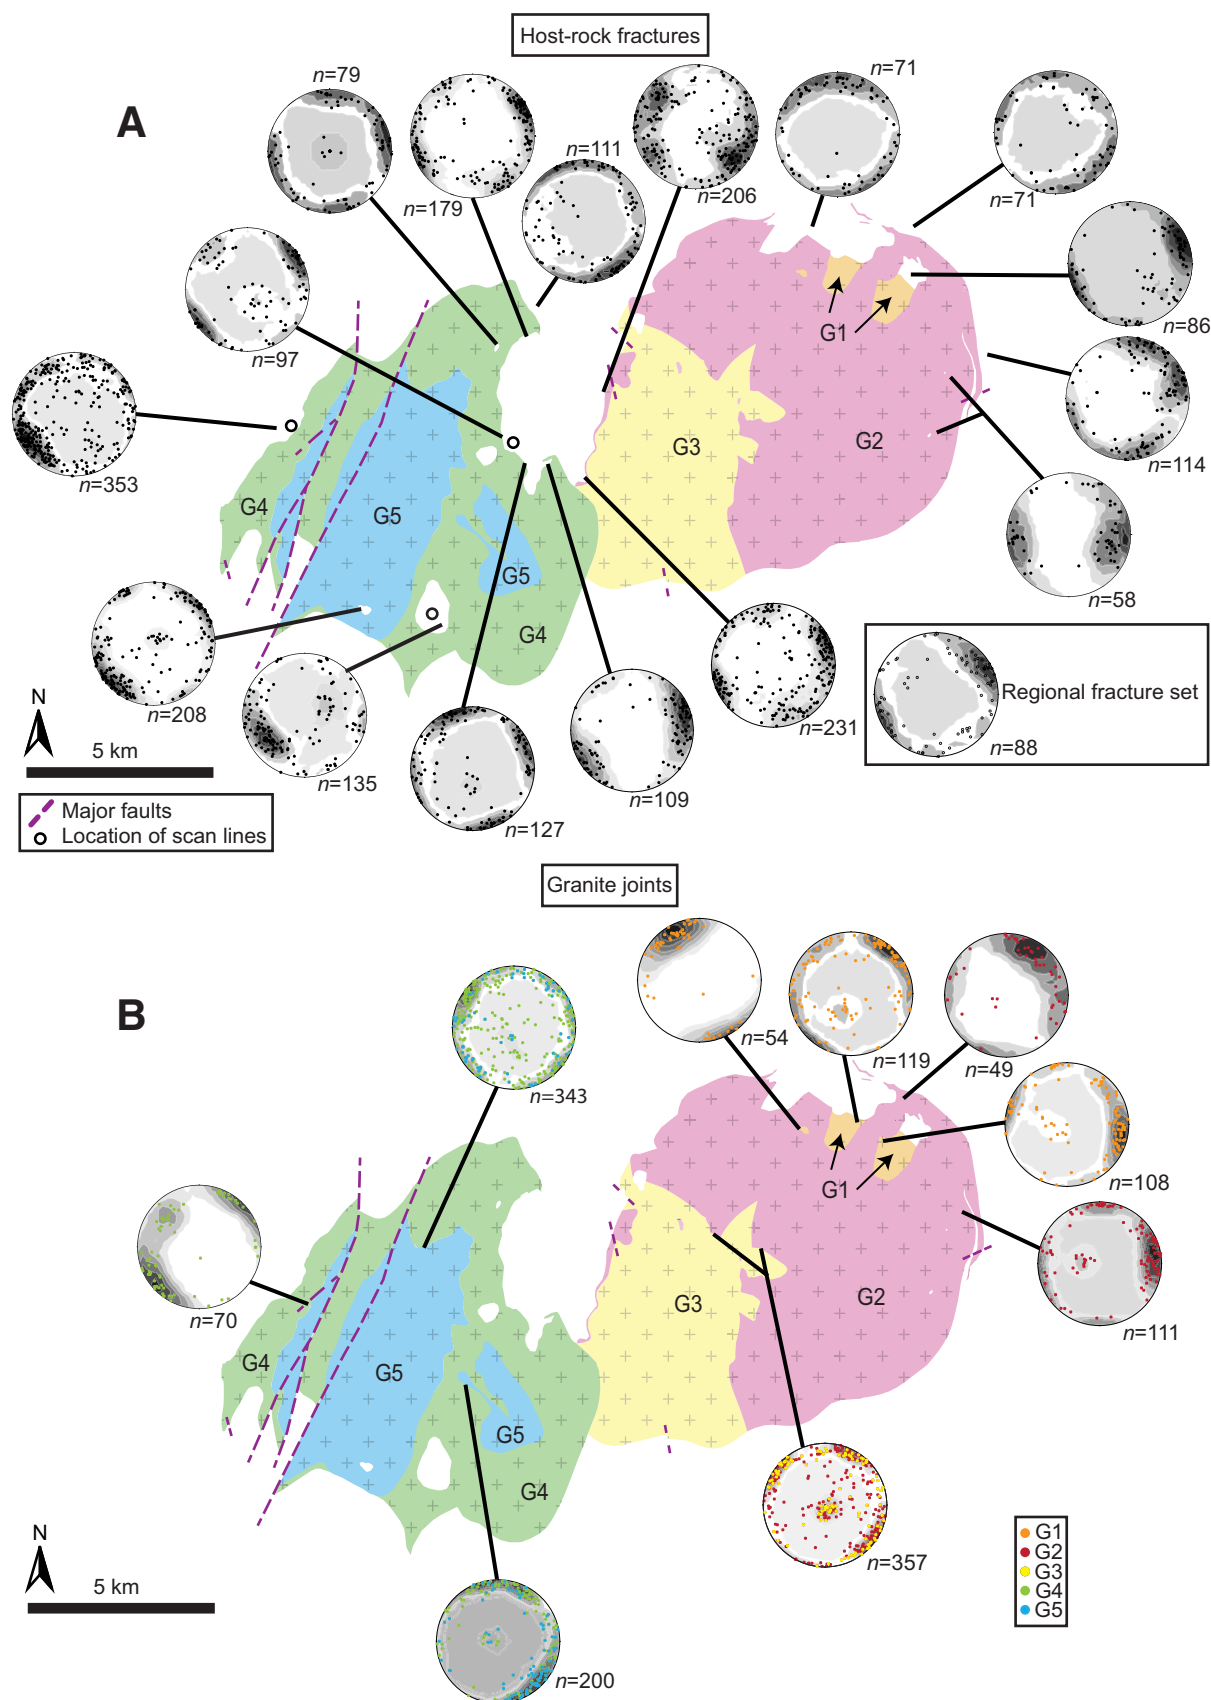 Host-rock fractures
A
n=79
n=179
n=111
n=206
n=71
n=71
n=86
n=97
n=353
n=114
n=58
G1
G2
G3
G4
G5
G5
G4
n=208
n=135
n=127
n=109
n=231
Regional fracture set
n=88
N
5 km
Major faults
Location of scan lines
Granite joints
B
n=343
n=54
n=119
n=49
n=108
n=111
n=70
G1
G2
G3
G4
G5
G5
G4
n=357
n=200
N
5 km
G1
G2
G3
G4
G5